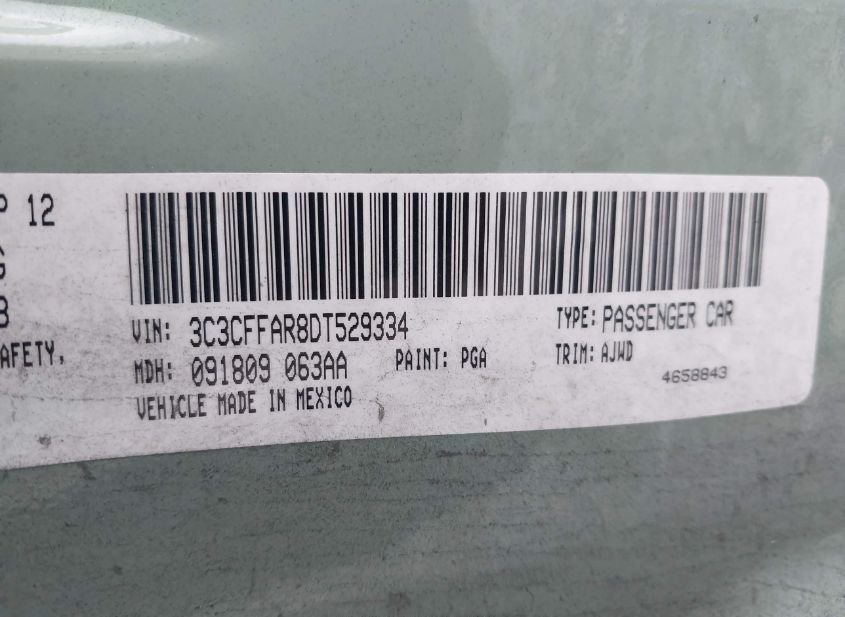 12
VIN: 3C3CFFAR8DT529334
TYPE: PASSENGER CAR
AFETY,
MDH: 091809 063AA
PAINT: PGA
TRIM: AJWD
4658843
VEHICLE MADE IN MEXICO